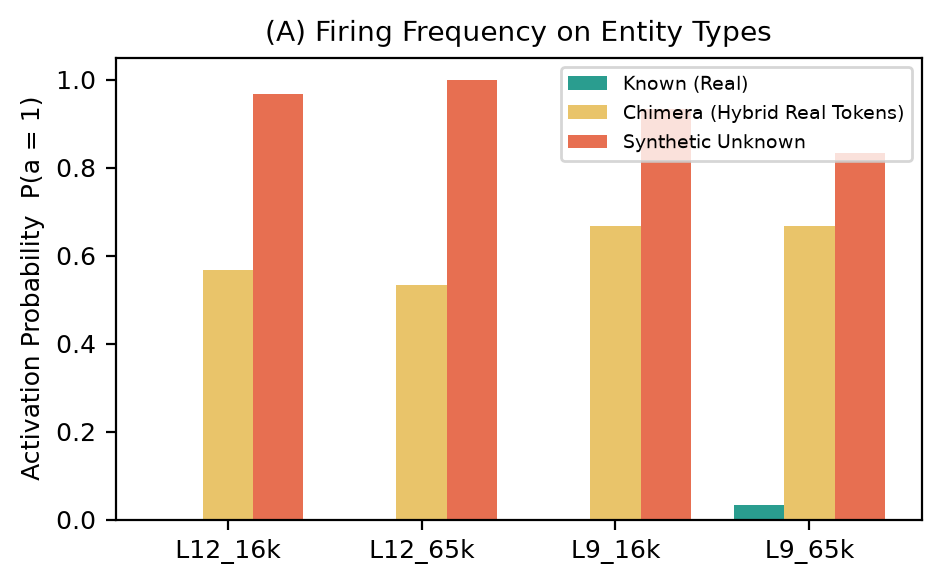 (A) Firing Frequency on Entity Types
Activation Probability P(a = 1)
1.0
0.8
0.6
0.4
0.2
0.0
Known (Real)
Chimera (Hybrid Real Tokens)
Synthetic Unknown
L12_16k
L12_65k
L9_16k
L9_65k